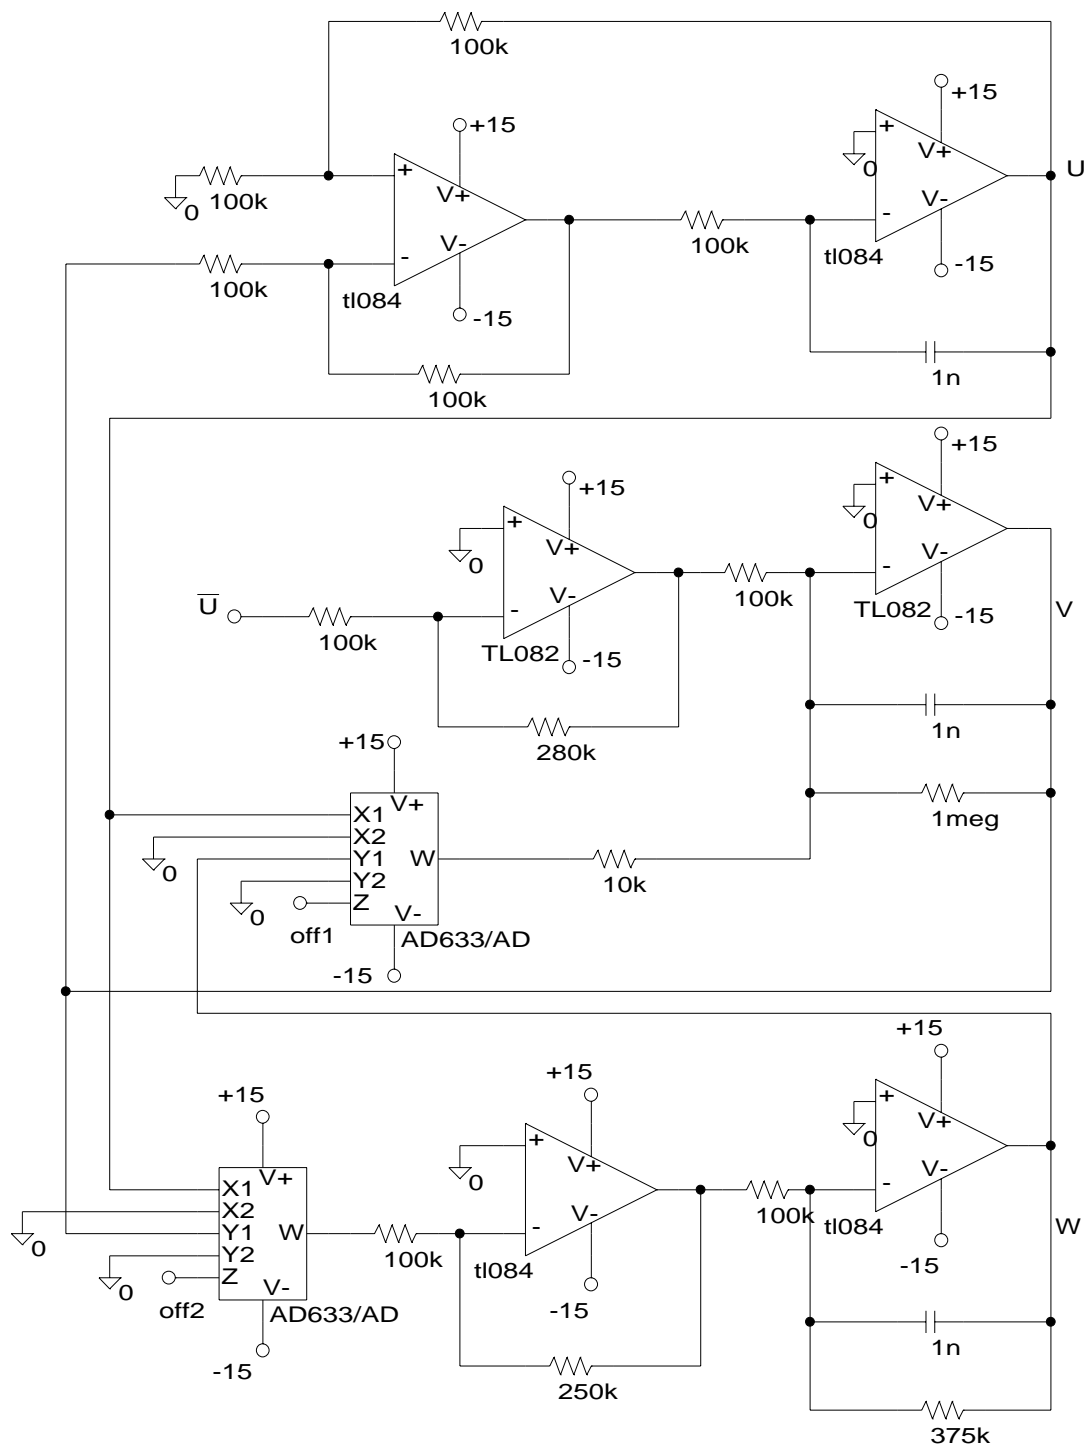 100k
+15
+
V+
0
V-
-
tl084
-15
U
+15
+
V+
100k
0
V-
-
tl084
-15
100k
100k
100k
1n
+15
+
V+
0
V-
-
TL082
-15
V
+15
+
V+
0
V-
-
TL082
-15
U
100k
100k
280k
1n
1meg
+15
V+
X1
X2
Y1
Y2
Z
W
V-
0
0
off1
AD633/AD
-15
10k
+15
+
V+
0
V-
-
tl084
-15
W
+15
+
V+
0
V-
-
tl084
-15
100k
+15
V+
X1
X2
Y1
Y2
Z
W
V-
0
0
off2
AD633/AD
-15
100k
250k
1n
375k